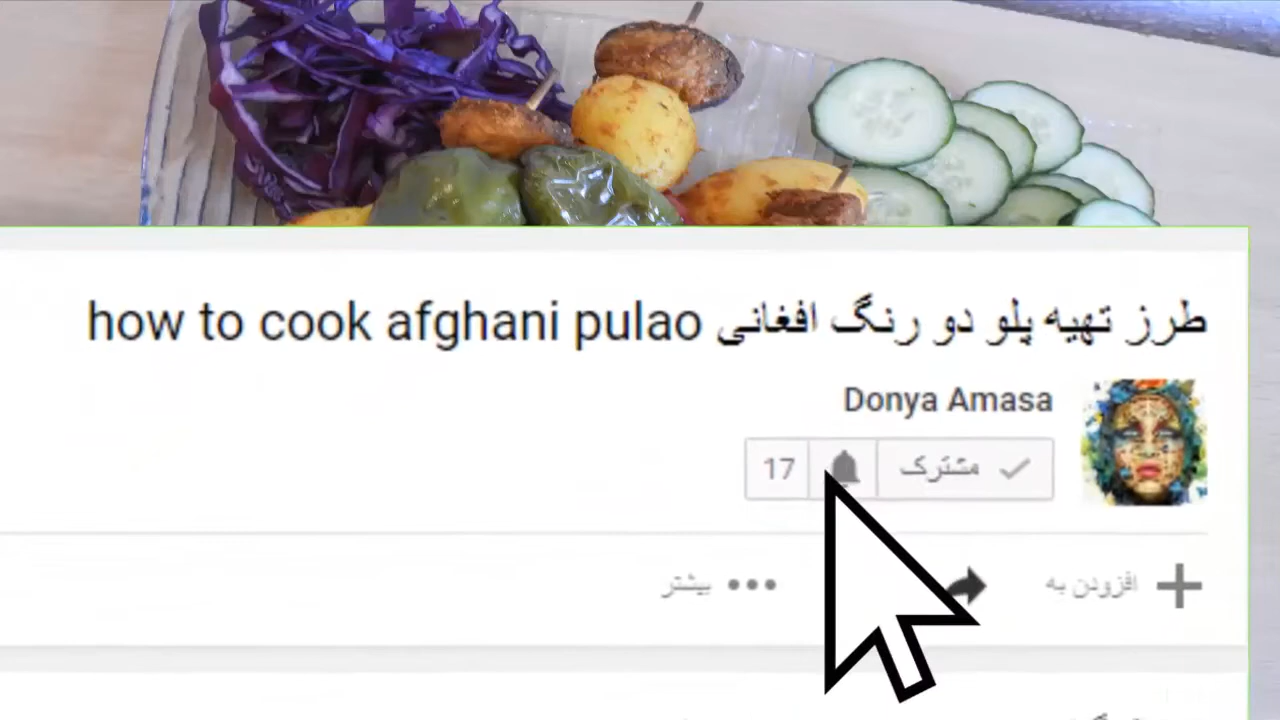 طرز تهیه پلو دو رنگ افغانی how to cook afghani pulao
Donya Amasa
مشترک 17
افزودن به
بیشتر